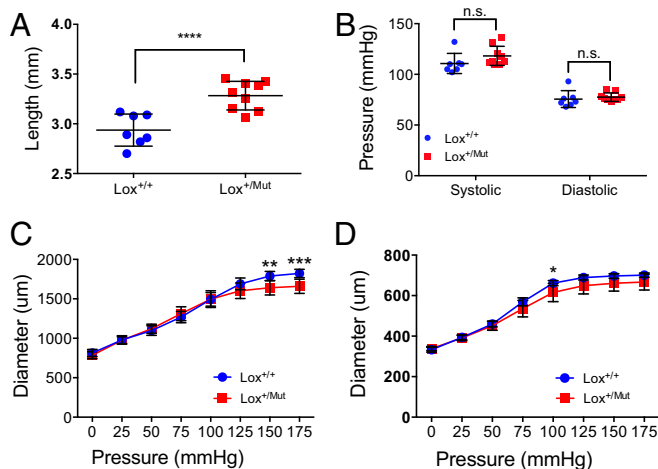 A
****
Length (mm)
4.0
3.5
3.0
2.5
Lox+/+
Lox+/Mut
B
n.s.
n.s.
Pressure (mmHg)
150
100
50
0
Lox+/+
Lox+/Mut
Systolic
Diastolic
C
** ***
Diameter (um)
2000
1500
1000
500
0
Lox+/+
Lox+/Mut
0 25 50 75 100 125 150 175
Pressure (mmHg)
D
*
Diameter (um)
800
600
400
200
0
Lox+/+
Lox+/Mut
0 25 50 75 100 125 150 175
Pressure (mmHg)